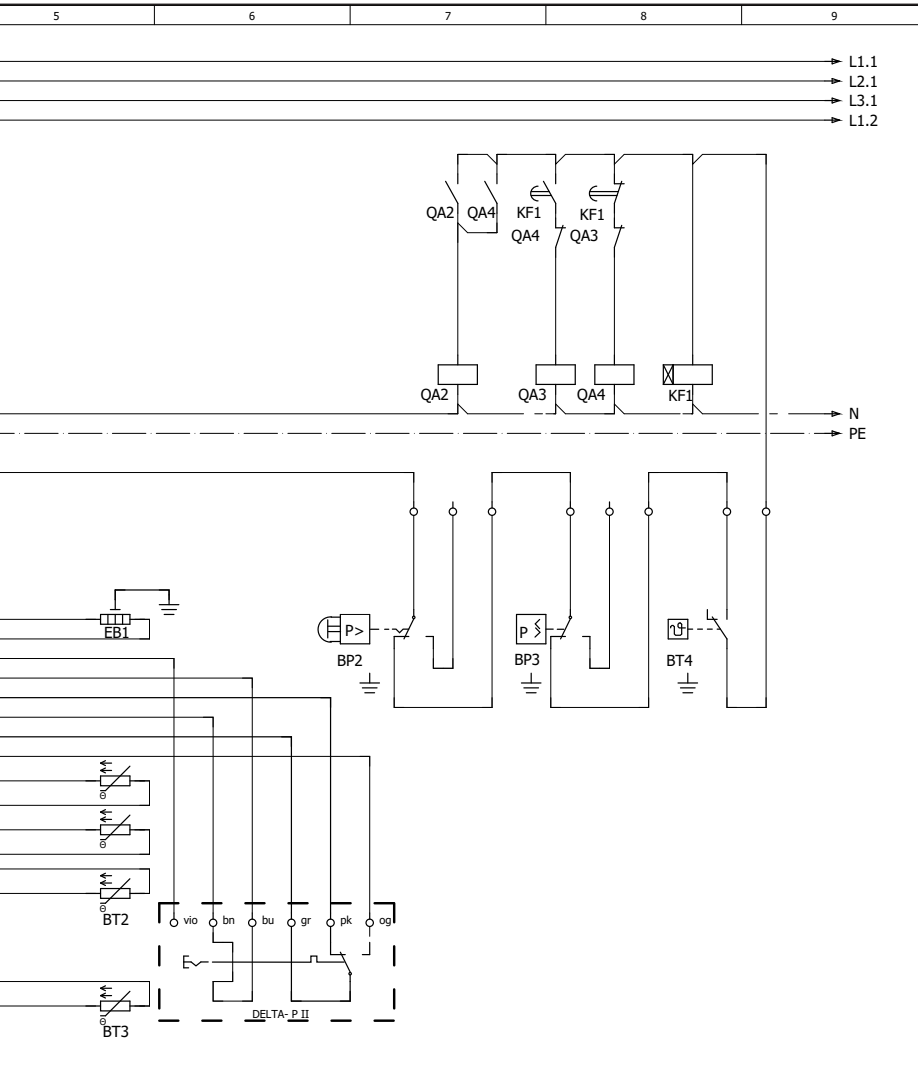 5 6 7 8 9
L1.1
L2.1
L3.1
L1.2
QA2 QA4 KF1 KF1
QA4 QA3
QA2 QA3 QA4 KF1
N
PE
EB1
P> P
BP2 BP3 BT4
Θ
Θ
Θ
BT2
vio bn bu gr pk og
DELTA- P II
Θ
BT3